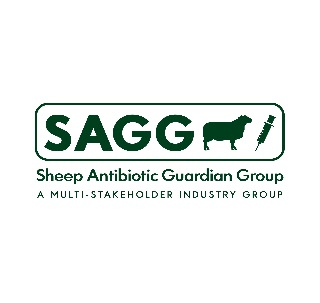 SAGG
Sheep Antibiotic Guardian Group
A MULTI-STAKEHOLDER INDUSTRY GROUP